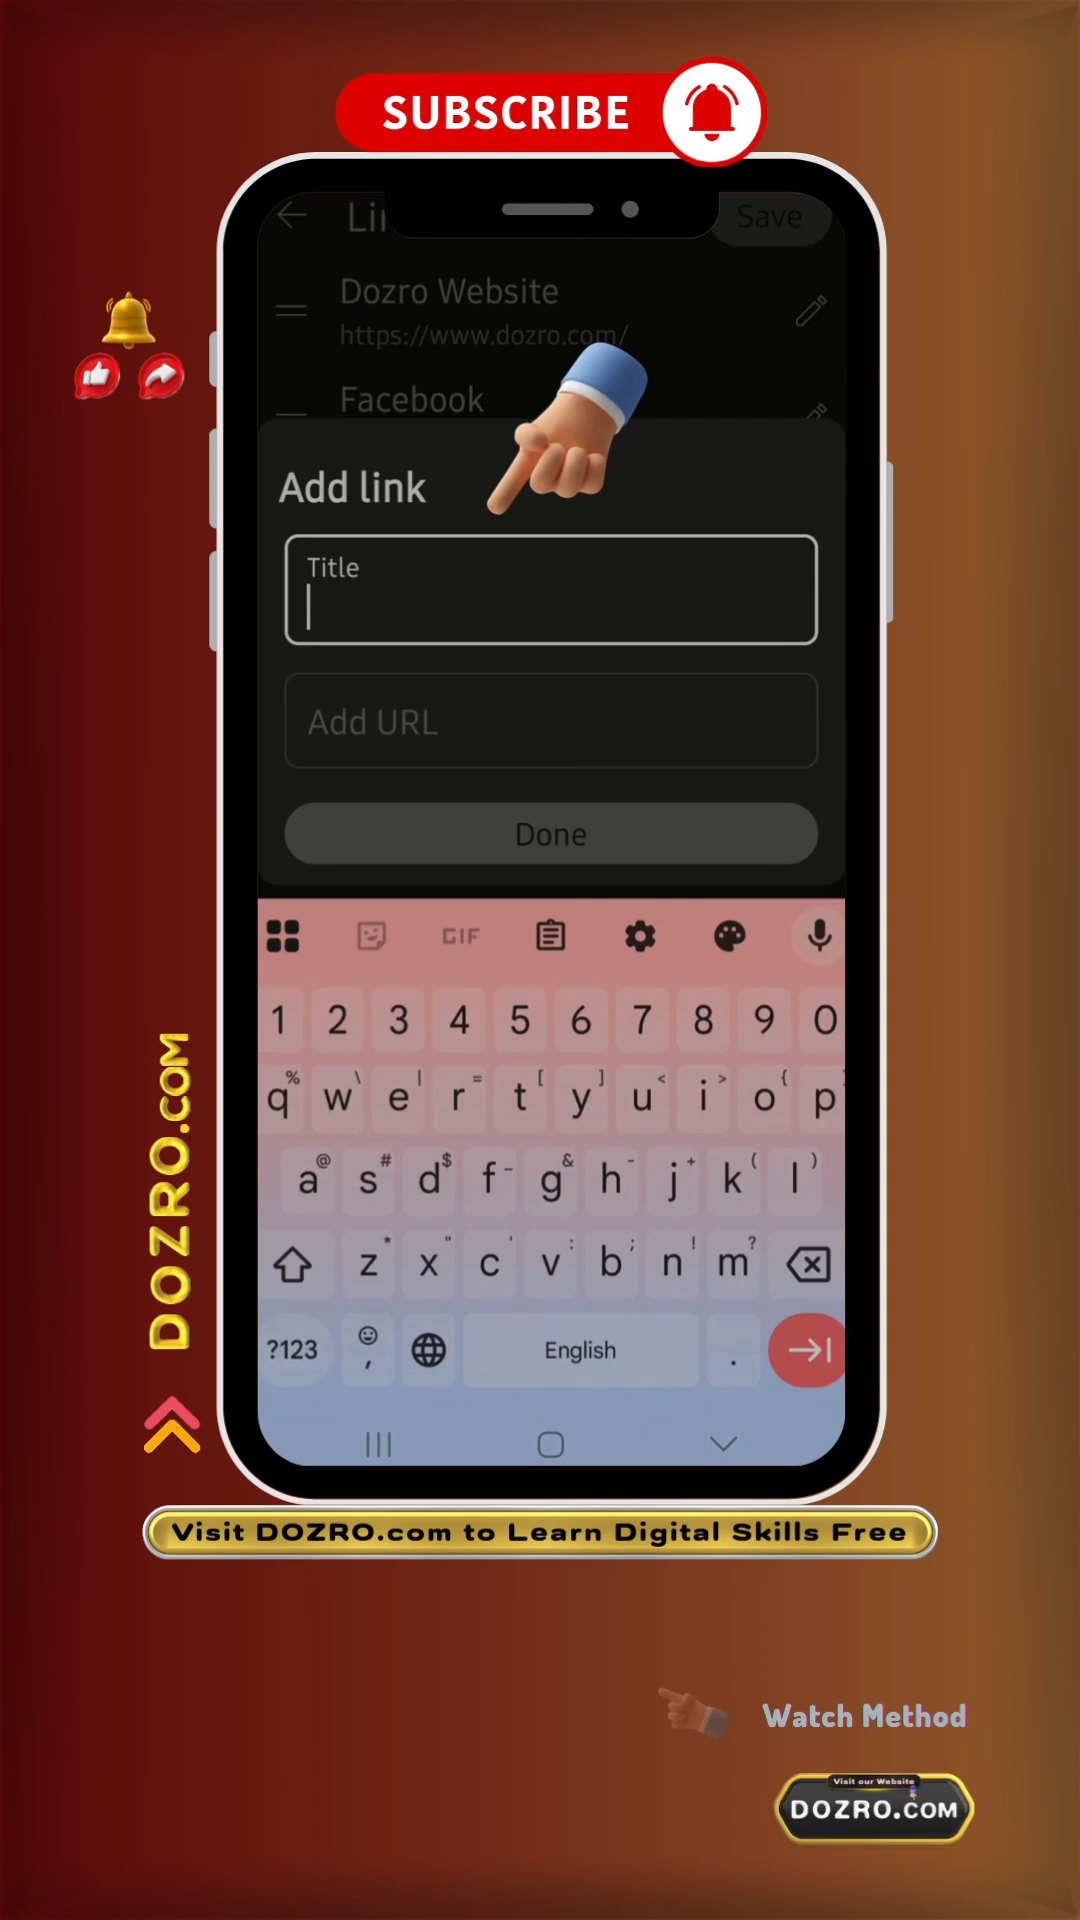 SUBSCRIBE
Save
Dozro Website
https://www.dozro.com/
Facebook
Add link
Title
Add URL
Done
GIF
1 2 3 4 5 6 7 8 9 0
% \ | = [ ] < > {
q w e r t y u i o p
@ # $ _ & - + ( )
a s d f g h j k l
* " ' : ; ! ?
z x c v b n m
?123 , English .
DOZRO.COM
Visit DOZRO.com to Learn Digital Skills Free
Watch Method
Visit our Website
DOZRO.COM